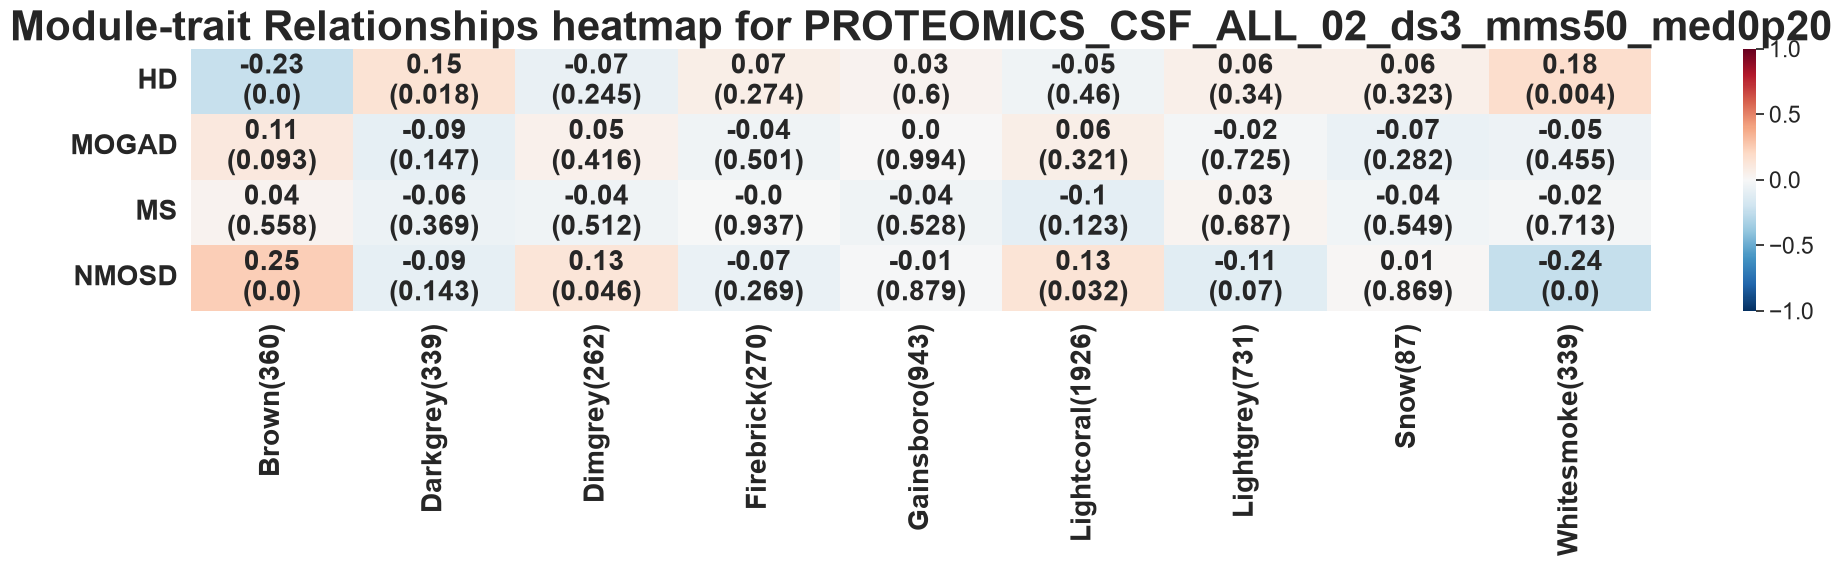 Module-trait Relationships heatmap for PROTEOMICS_CSF_ALL_02_ds3_mms50_med0p20
HD
-0.23 0.15 -0.07 0.07 0.03 -0.05 0.06 0.06 0.18
(0.0) (0.018) (0.245) (0.274) (0.6) (0.46) (0.34) (0.323) (0.004)
MOGAD
0.11 -0.09 0.05 -0.04 0.0 0.06 -0.02 -0.07 -0.05
(0.093) (0.147) (0.416) (0.501) (0.994) (0.321) (0.725) (0.282) (0.455)
MS
0.04 -0.06 -0.04 -0.0 -0.04 -0.1 0.03 -0.04 -0.02
(0.558) (0.369) (0.512) (0.937) (0.528) (0.123) (0.687) (0.549) (0.713)
NMOSD
0.25 -0.09 0.13 -0.07 -0.01 0.13 -0.11 0.01 -0.24
(0.0) (0.143) (0.046) (0.269) (0.879) (0.032) (0.07) (0.869) (0.0)
Brown(360)
Darkgrey(339)
Dimgrey(262)
Firebrick(270)
Gainsboro(943)
Lightcoral(1926)
Lightgrey(731)
Snow(87)
Whitesmoke(339)
1.0
0.5
0.0
−0.5
−1.0